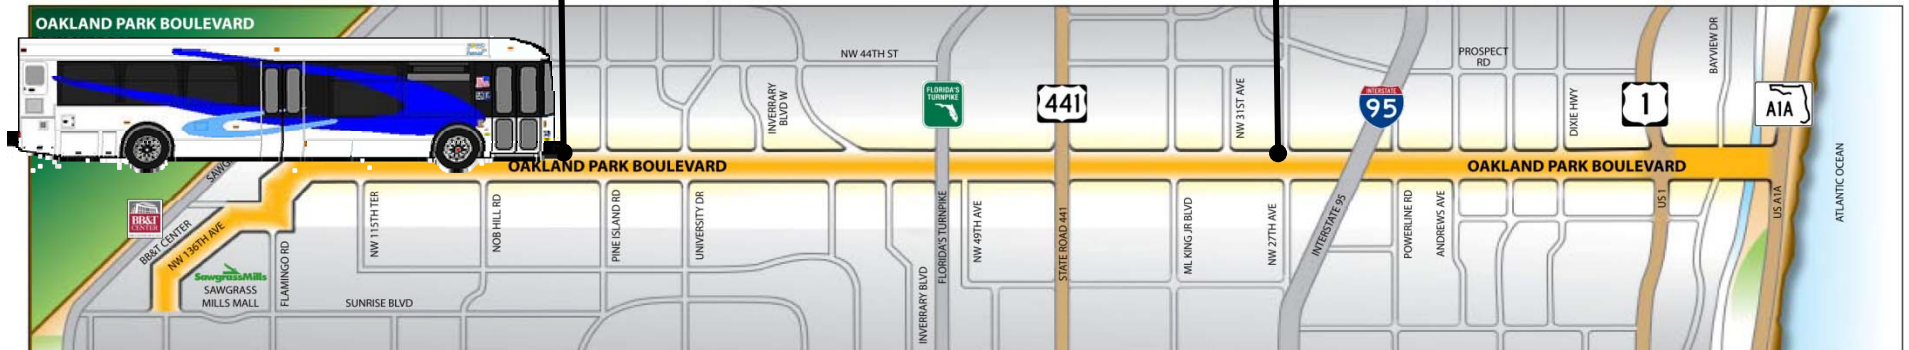 OAKLAND PARK BOULEVARD
NW 44TH ST
INVERRARY
BLVD W
FLORIDA'S
TURNPIKE
441
NW 31ST AVE
INTERSTATE
95
PROSPECT
RD
DIXIE HWY
1
BAYVIEW DR
A1A
OAKLAND PARK BOULEVARD
OAKLAND PARK BOULEVARD
ATLANTIC OCEAN
SAWG
BB&T
CENTER
BB&T CENTER
NW 136TH AVE
SawgrassMills
SAWGRASS
MILLS MALL
FLAMINGO RD
SUNRISE BLVD
NW 115TH TER
NOB HILL RD
PINE ISLAND RD
UNIVERSITY DR
INVERRARY BLVD
FLORIDA'S TURNPIKE
NW 49TH AVE
STATE ROAD 441
ML KING JR BLVD
NW 27TH AVE
INTERSTATE 95
POWERLINE RD
ANDREWS AVE
US 1
US A1A